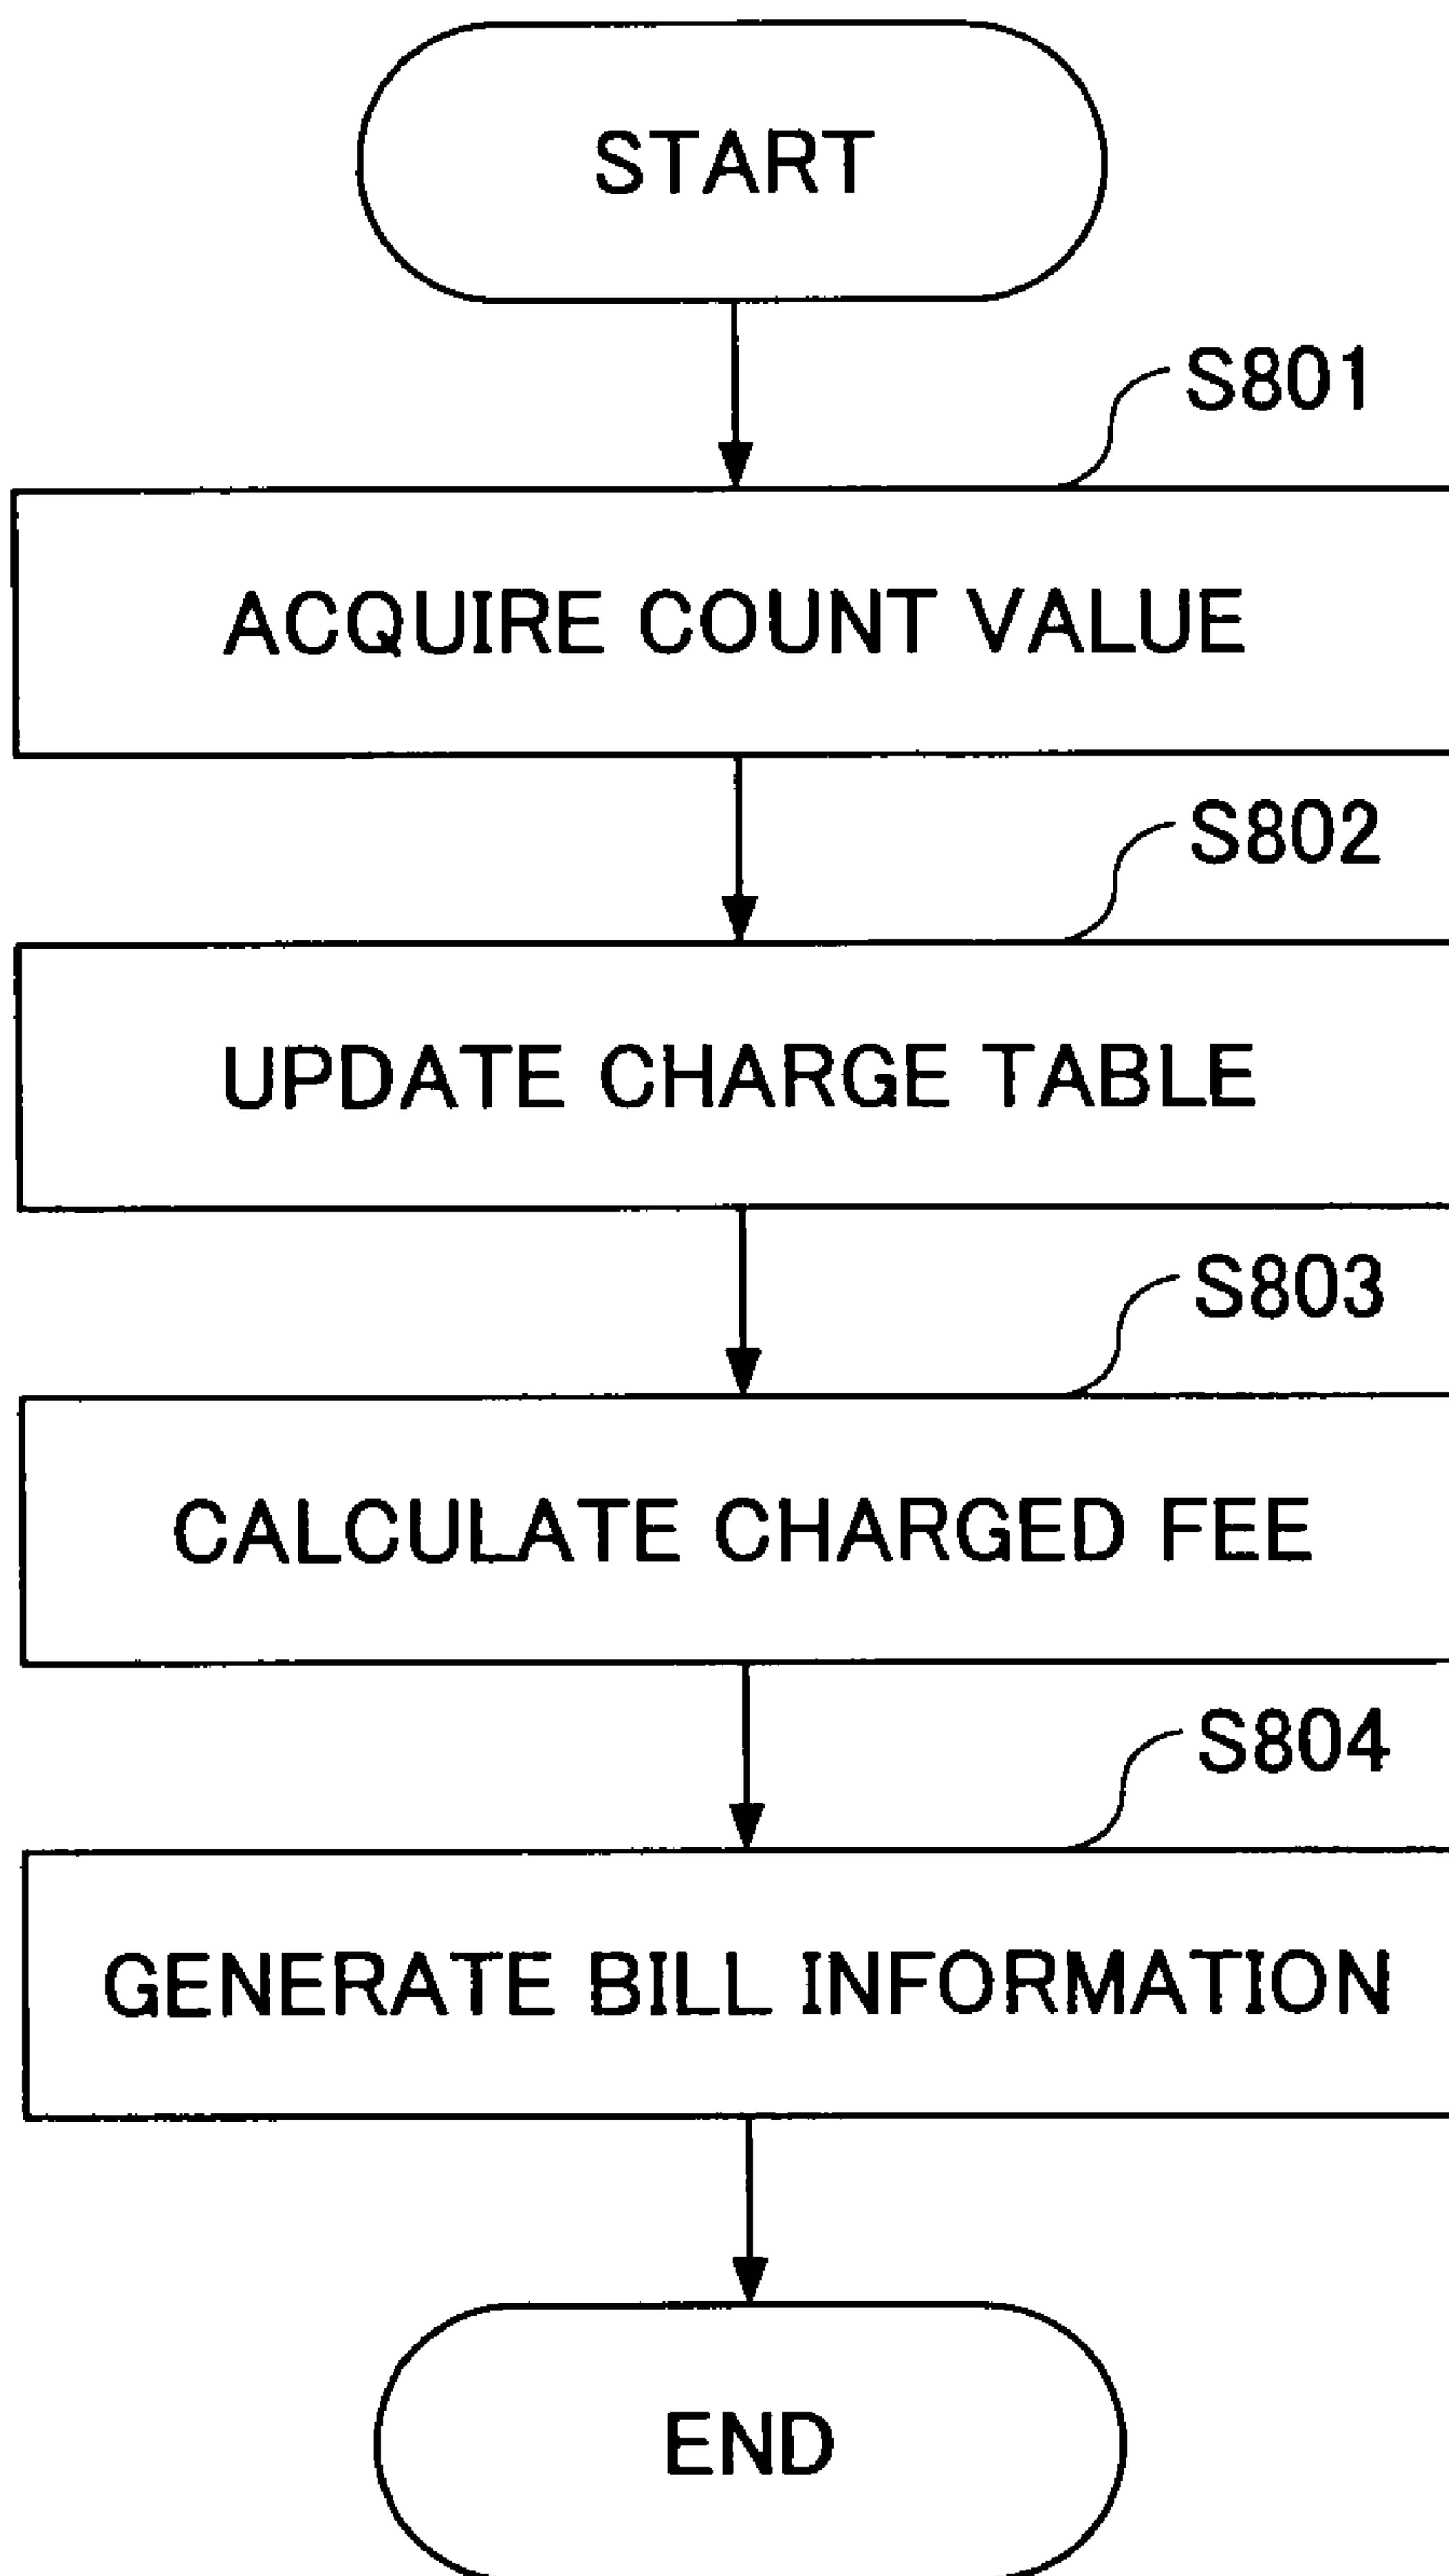 START
S801
ACQUIRE COUNT VALUE
S802
UPDATE CHARGE TABLE
S803
CALCULATE CHARGED FEE
S804
GENERATE BILL INFORMATION
END